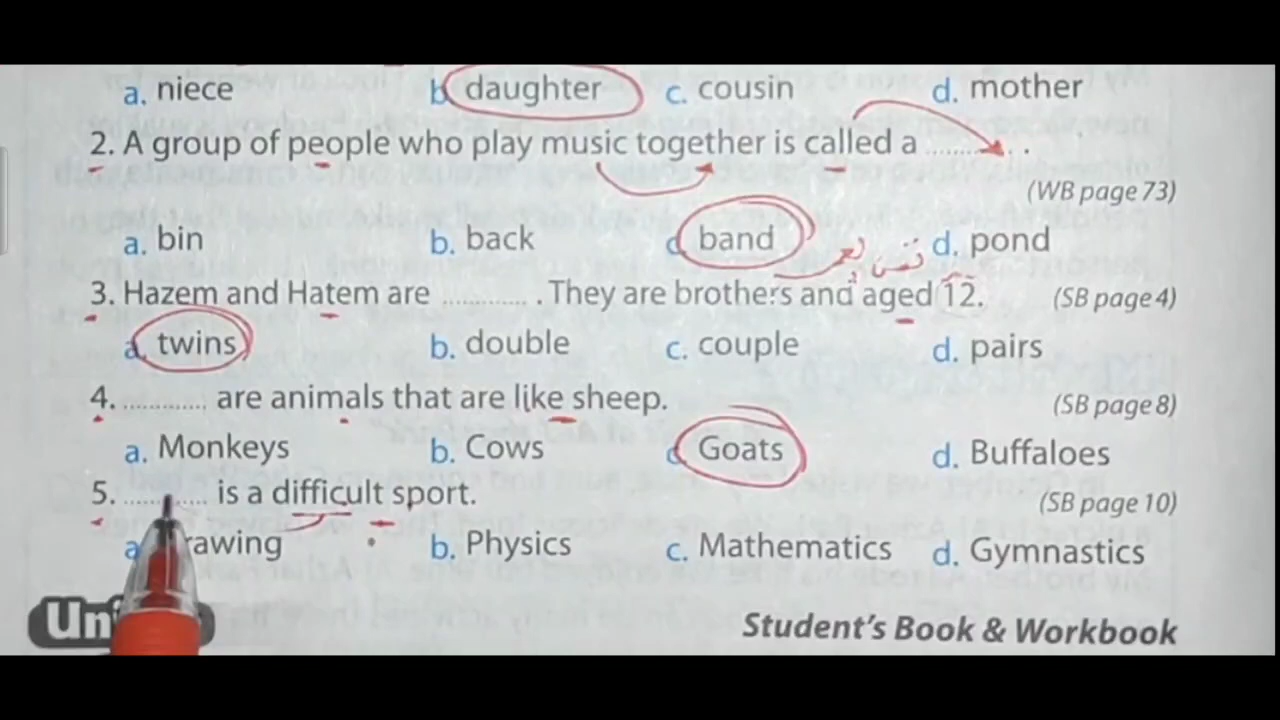 a. niece b. daughter c. cousin d. mother
2. A group of people who play music together is called a ............ .
(WB page 73)
a. bin b. back c. band d. pond
3. Hazem and Hatem are ............ . They are brothers and aged 12. (SB page 4)
a. twins b. double c. couple d. pairs
4. ............ are animals that are like sheep. (SB page 8)
a. Monkeys b. Cows c. Goats d. Buffaloes
5. ............ is a difficult sport. (SB page 10)
a rawing b. Physics c. Mathematics d. Gymnastics
Uni
Student's Book & Workbook